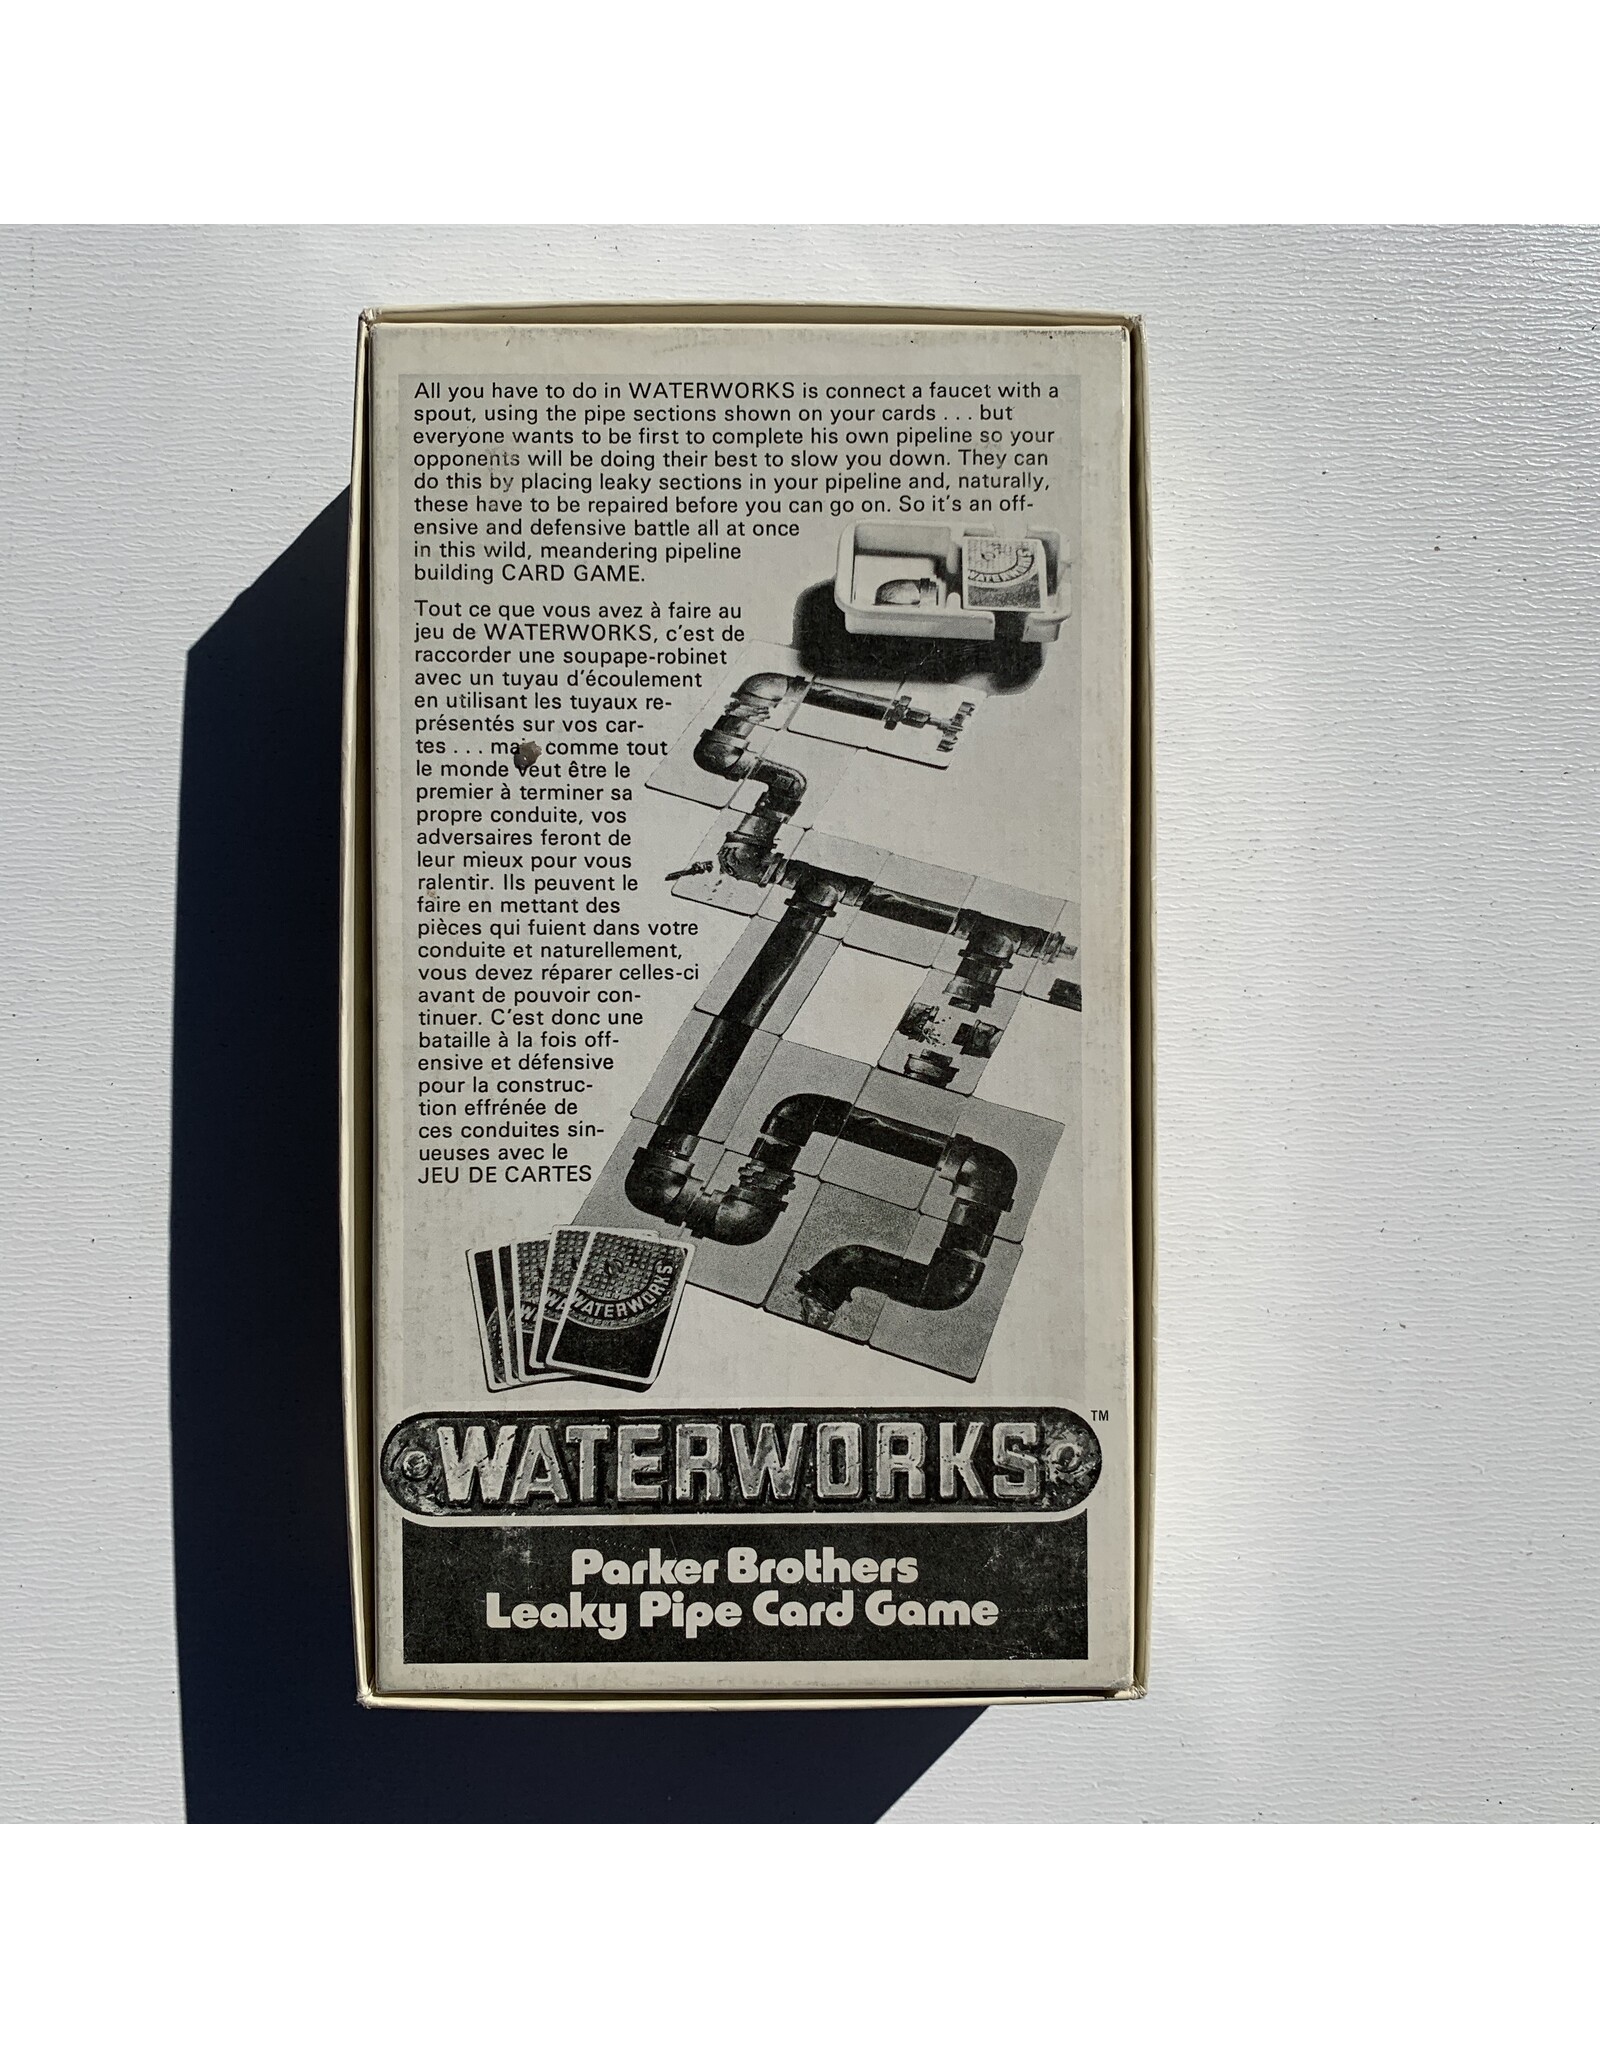 All you have to do in WATERWORKS is connect a faucet with a
spout, using the pipe sections shown on your cards . . . but
everyone wants to be first to complete his own pipeline so your
opponents will be doing their best to slow you down. They can
do this by placing leaky sections in your pipeline and, naturally,
these have to be repaired before you can go on. So it's an off-
ensive and defensive battle all at once
in this wild, meandering pipeline
building CARD GAME.
Tout ce que vous avez à faire au
jeu de WATERWORKS, c'est de
raccorder une soupape-robinet
avec un tuyau d'écoulement
en utilisant les tuyaux re-
présentés sur vos car-
tes . . . mais comme tout
le monde veut être le
premier à terminer sa
propre conduite, vos
adversaires feront de
leur mieux pour vous
ralentir. Ils peuvent le
faire en mettant des
pièces qui fuient dans votre
conduite et naturellement,
vous devez réparer celles-ci
avant de pouvoir con-
tinuer. C'est donc une
bataille à la fois off-
ensive et défensive
pour la construc-
tion effrénée de
ces conduites sin-
ueuses avec le
JEU DE CARTES
WATERWORKS
WATERWORKS
WATERWORKS TM
Parker Brothers
Leaky Pipe Card Game